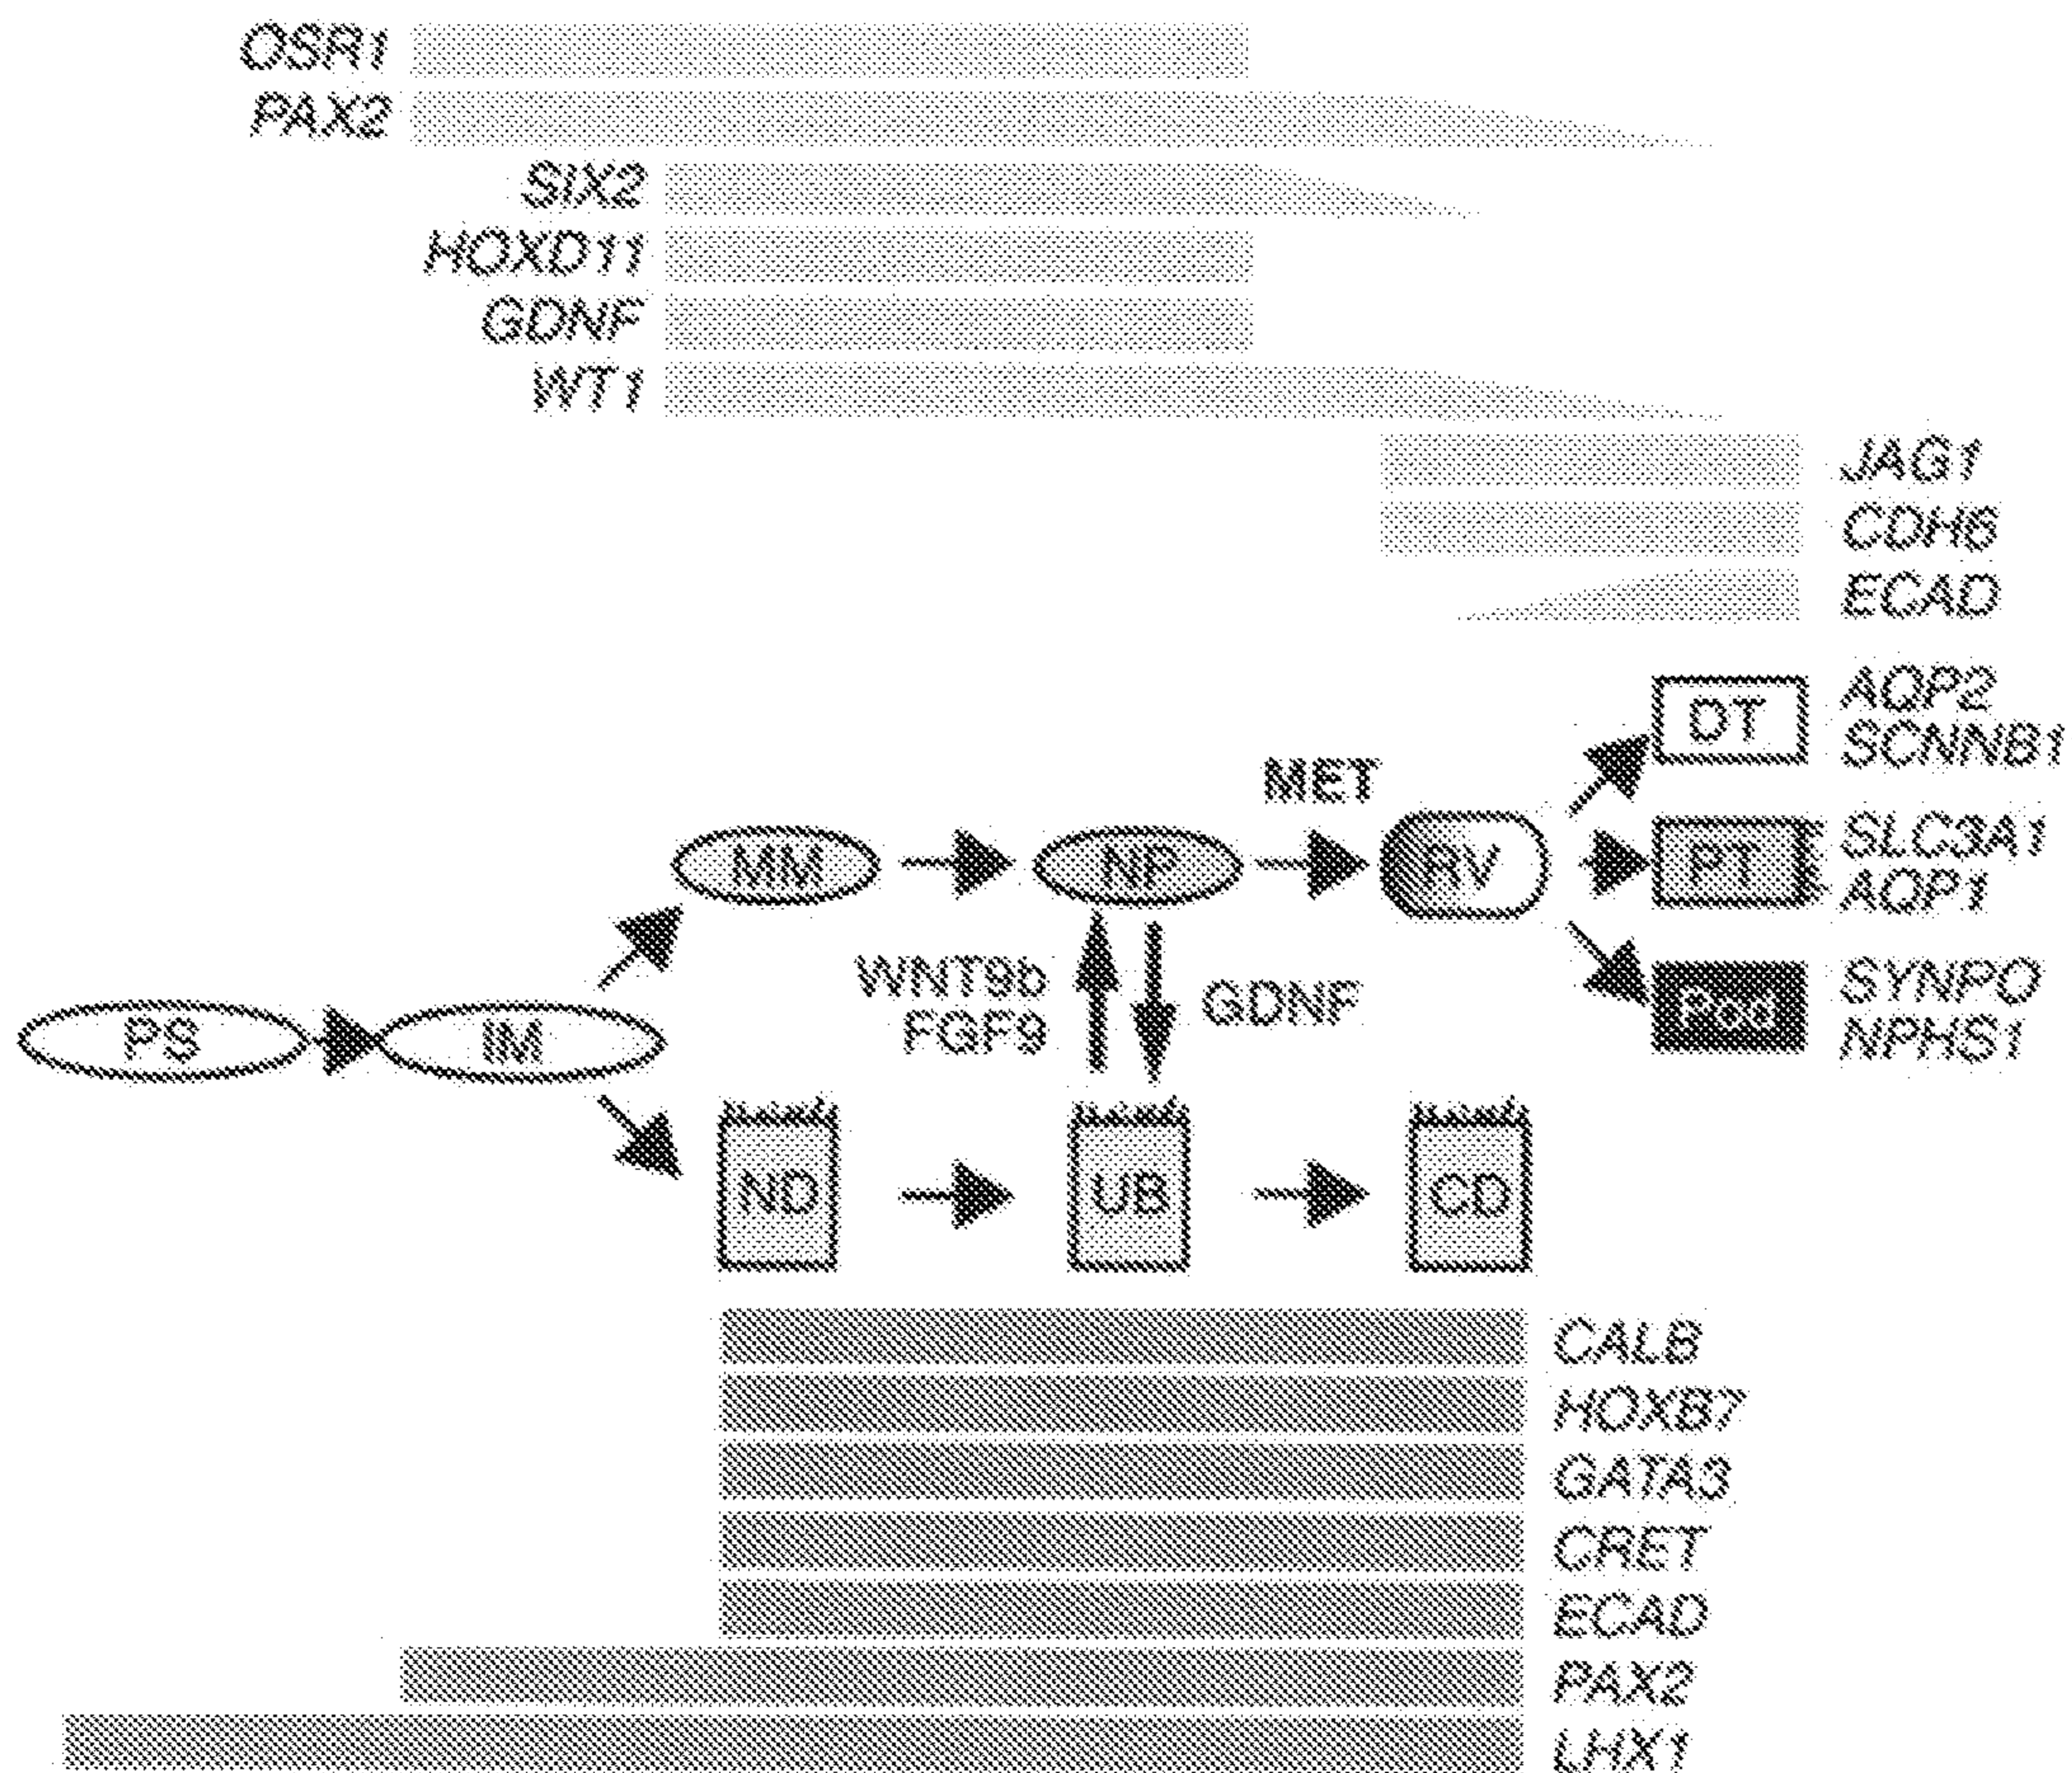 OSR1
PAX2
SIX2
HOXD11
GDNF
WT1
JAG1
CDH6
ECAD
AQP2
DT
SCNNB1
MET
SLC3A1
MM
NP
RV
PT
AQP1
WNT9b
GDNF
FGF9
SYNPO
Pod
NPHS1
PS
IM
ND
UB
CD
CALB
HOXB7
GATA3
CRET
ECAD
PAX2
LHX1